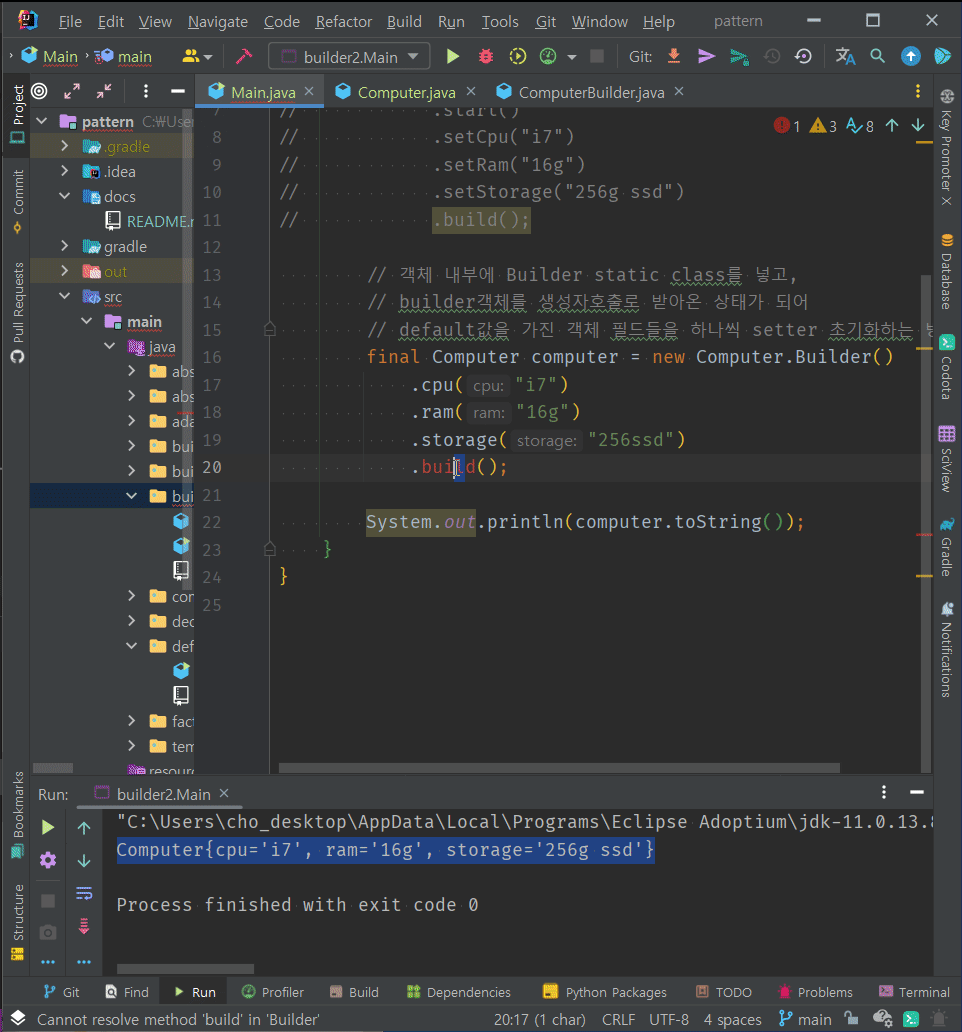 File Edit View Navigate Code Refactor Build Run Tools Git Window Help pattern
Main main builder2.Main Git:
Project
Main.java Computer.java ComputerBuilder.java
pattern C:₩Use
.gradle
.idea
docs
README.
gradle
out
src
main
java
abs
abs
ada
bui
bui
bui
cor
dec
def
fact
tem
resour
Commit
Pull Requests
Bookmarks
Structure
1 3 8
7 // .start()
8 // .setCpu("i7")
9 // .setRam("16g")
10 // .setStorage("256g ssd")
11 // .build();
12
13 // 객체 내부에 Builder static class를 넣고,
14 // builder객체를 생성자호출로 받아온 상태가 되어
15 // default값을 가진 객체 필드들을 하나씩 setter 초기화하는
16 final Computer computer = new Computer.Builder()
17 .cpu( cpu: "i7")
18 .ram( ram: "16g")
19 .storage( storage: "256ssd")
20 .build();
21
22 System.out.println(computer.toString());
23 }
24 }
25
Key Promoter X
Database
Codota
SciView
Gradle
Notifications
Run: builder2.Main
"C:\Users\cho_desktop\AppData\Local\Programs\Eclipse Adoptium\jdk-11.0.13.8
Computer{cpu='i7', ram='16g', storage='256g ssd'}
Process finished with exit code 0
Git Find Run Profiler Build Dependencies Python Packages TODO Problems Terminal
Cannot resolve method 'build' in 'Builder' 20:17 (1 char) CRLF UTF-8 4 spaces main